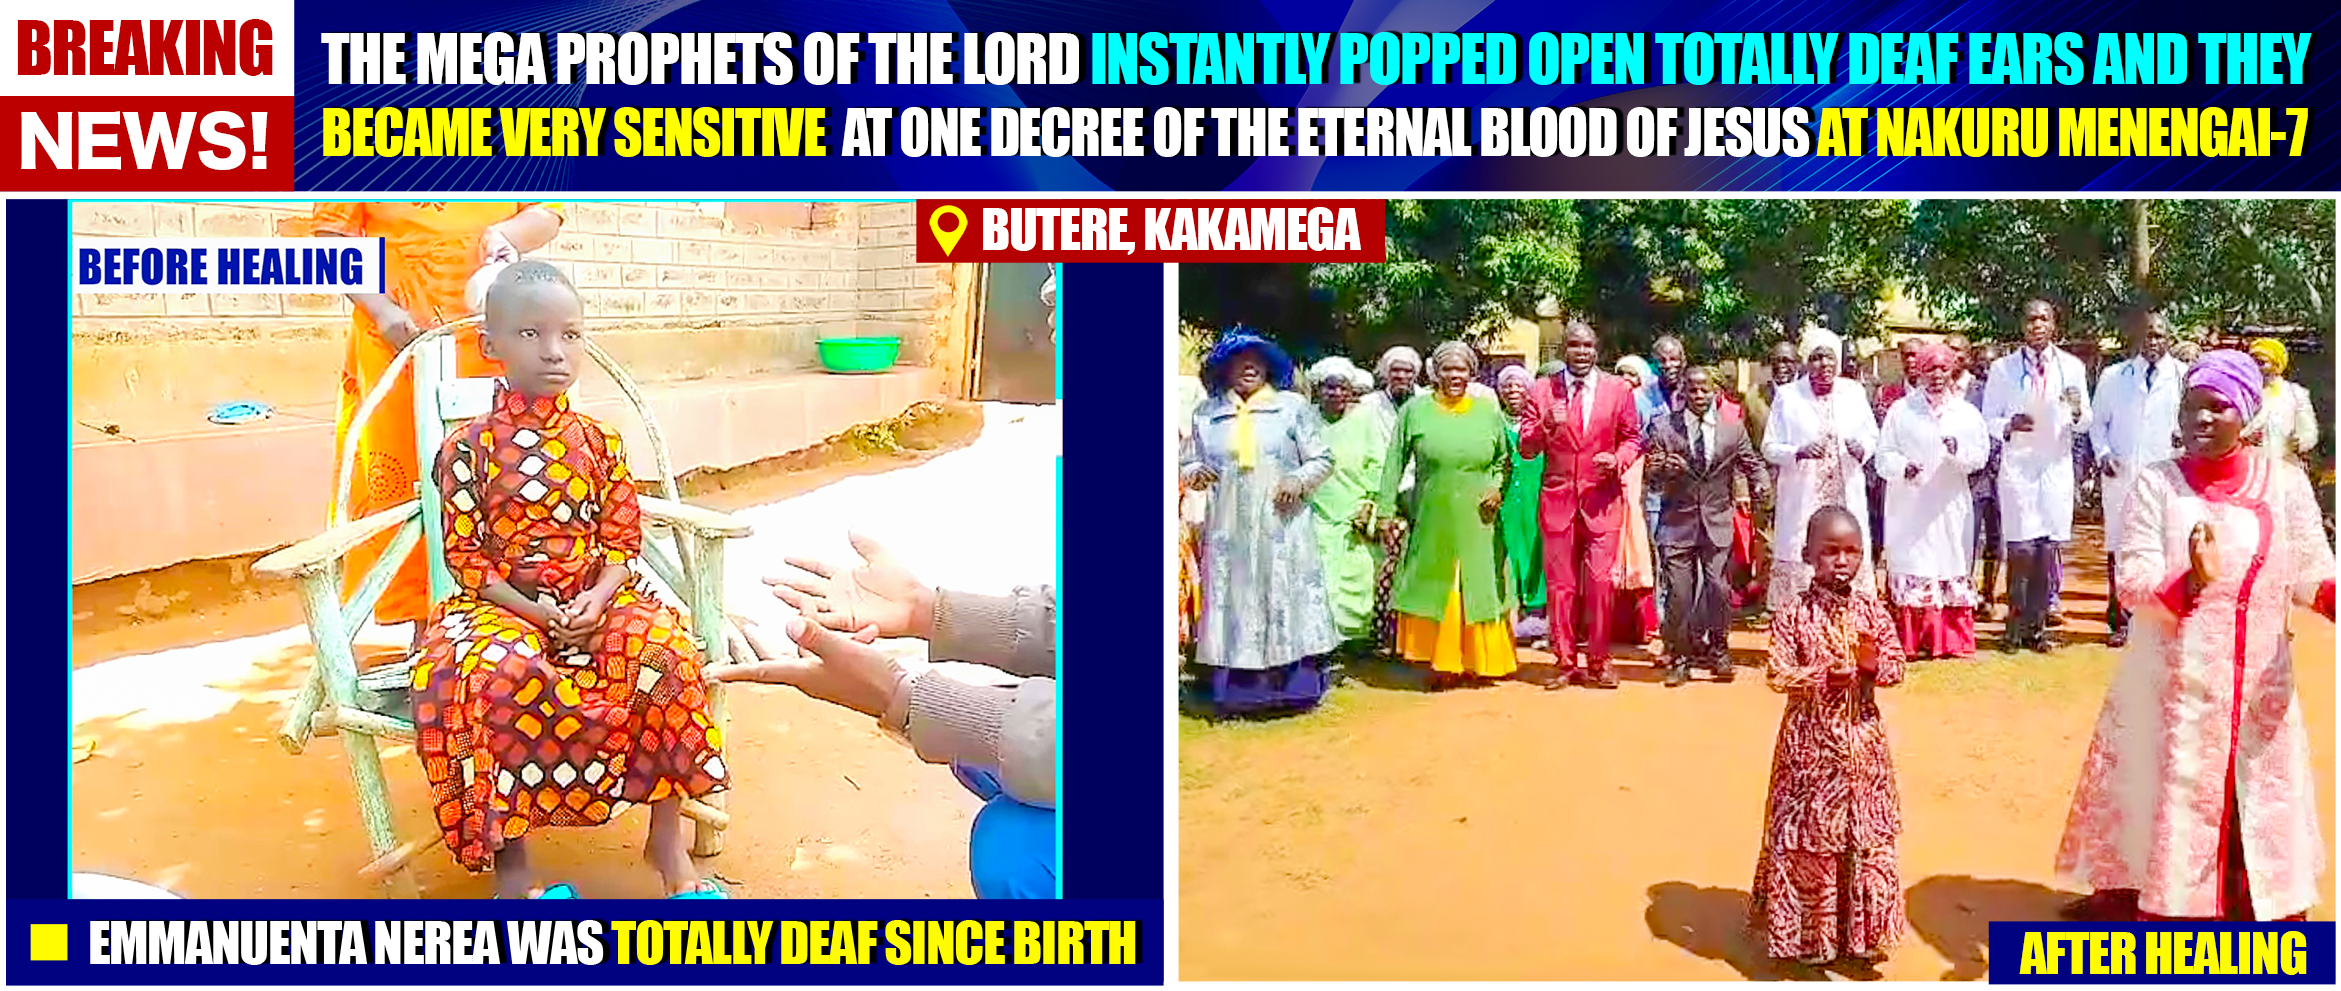 BREAKING
NEWS!
THE MEGA PROPHETS OF THE LORD INSTANTLY POPPED OPEN TOTALLY DEAF EARS AND THEY
BECAME VERY SENSITIVE AT ONE DECREE OF THE ETERNAL BLOOD OF JESUS AT NAKURU MENENGAI-7
BUTERE, KAKAMEGA
BEFORE HEALING
EMMANUENTA NEREA WAS TOTALLY DEAF SINCE BIRTH
AFTER HEALING